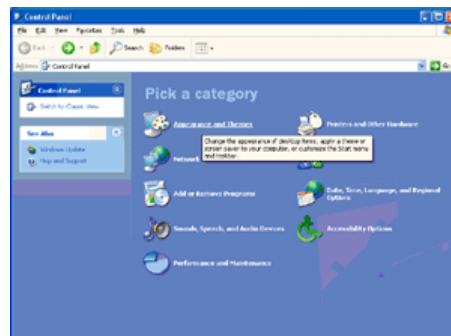 Control Panel
File Edit View Favorites Tools Help
Back Search Folders
Address Control Panel Go
Control Panel
Switch to Classic View
See Also
Windows Update
Help and Support
Pick a category
Appearance and Themes
Printers and Other Hardware
Change the appearance of desktop items, apply a theme or
screen saver to your computer, or customize the Start menu
and taskbar.
Network
Add or Remove Programs
Date, Time, Language, and Regional
Options
Sounds, Speech, and Audio Devices
Accessibility Options
Performance and Maintenance